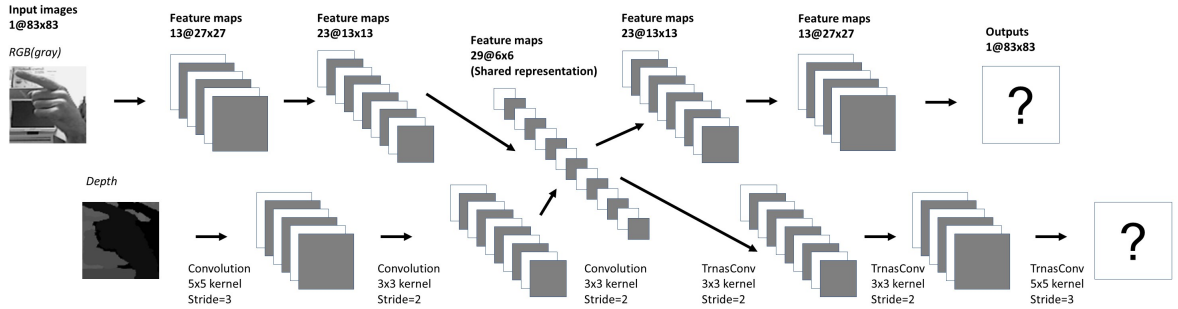 Input images
1@83x83
RGB(gray)
Feature maps
13@27x27
Feature maps
23@13x13
Feature maps
29@6x6
(Shared representation)
Feature maps
23@13x13
Feature maps
13@27x27
Outputs
1@83x83
?
Depth
?
Convolution
5x5 kernel
Stride=3
Convolution
3x3 kernel
Stride=2
Convolution
3x3 kernel
Stride=2
TrnasConv
3x3 kernel
Stride=2
TrnasConv
3x3 kernel
Stride=2
TrnasConv
5x5 kernel
Stride=3